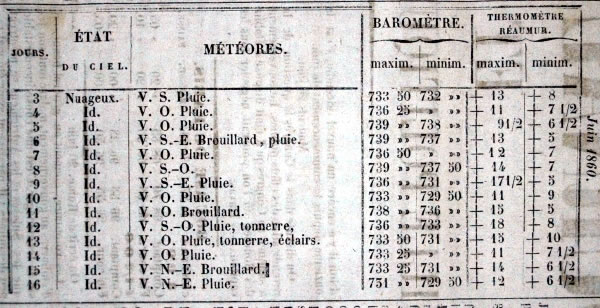 JOURS. ÉTAT DU CIEL. MÉTÉORES. BAROMÈTRE. maxim. minim. THERMOMÈTRE RÉAUMUR. maxim. minim.
3 Nuageux. V. S. Pluie. 733 50 732 » » + 13 + 8
4 Id. V. O. Pluie. 736 25 » + 11 + 7 1/2
5 Id. V. O. Pluie. 739 » » 738 » » + 9 1/2 + 6 1/2
6 Id. V. S.-E. Brouillard, pluie. 739 » » 737 » » + 13 + 5
7 Id. V. O. Pluie. 736 50 » + 12 + 7
8 Id. V. S.-O. 739 » » 737 50 + 14 + 7
9 Id. V. S.-E. Pluie. 736 » » 731 » » + 17 1/2 + 5
10 Id. V. O. Pluie. 733 » » 729 50 + 11 + 9
11 Id. V. O. Brouillard. 738 » » 736 » » + 15 + 5
12 Id. V. S.-O. Pluie, tonnerre, 736 » » 733 » » + 18 + 8
13 Id. V. O. Pluie, tonnerre, éclairs. 733 50 731 » » + 15 + 10
14 Id. V. O. Pluie. 733 25 » + 11 + 7 1/2
15 Id. V. N.-E. Brouillard. 733 25 731 » » + 14 + 6 1/2
16 Id. V. N.-E. Pluie. 731 » » 729 50 + 12 + 6 1/2
Juin 1860.